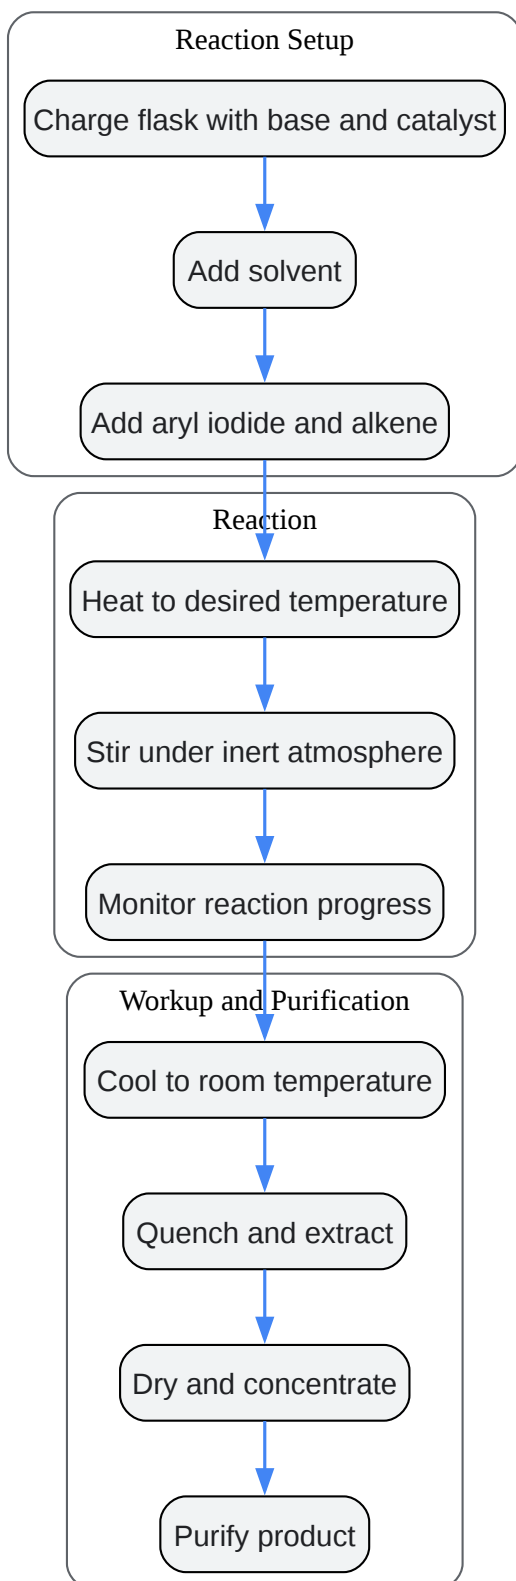 Reaction Setup
Charge flask with base and catalyst
Add solvent
Add aryl iodide and alkene
Reaction
Heat to desired temperature
Stir under inert atmosphere
Monitor reaction progress
Workup and Purification
Cool to room temperature
Quench and extract
Dry and concentrate
Purify product